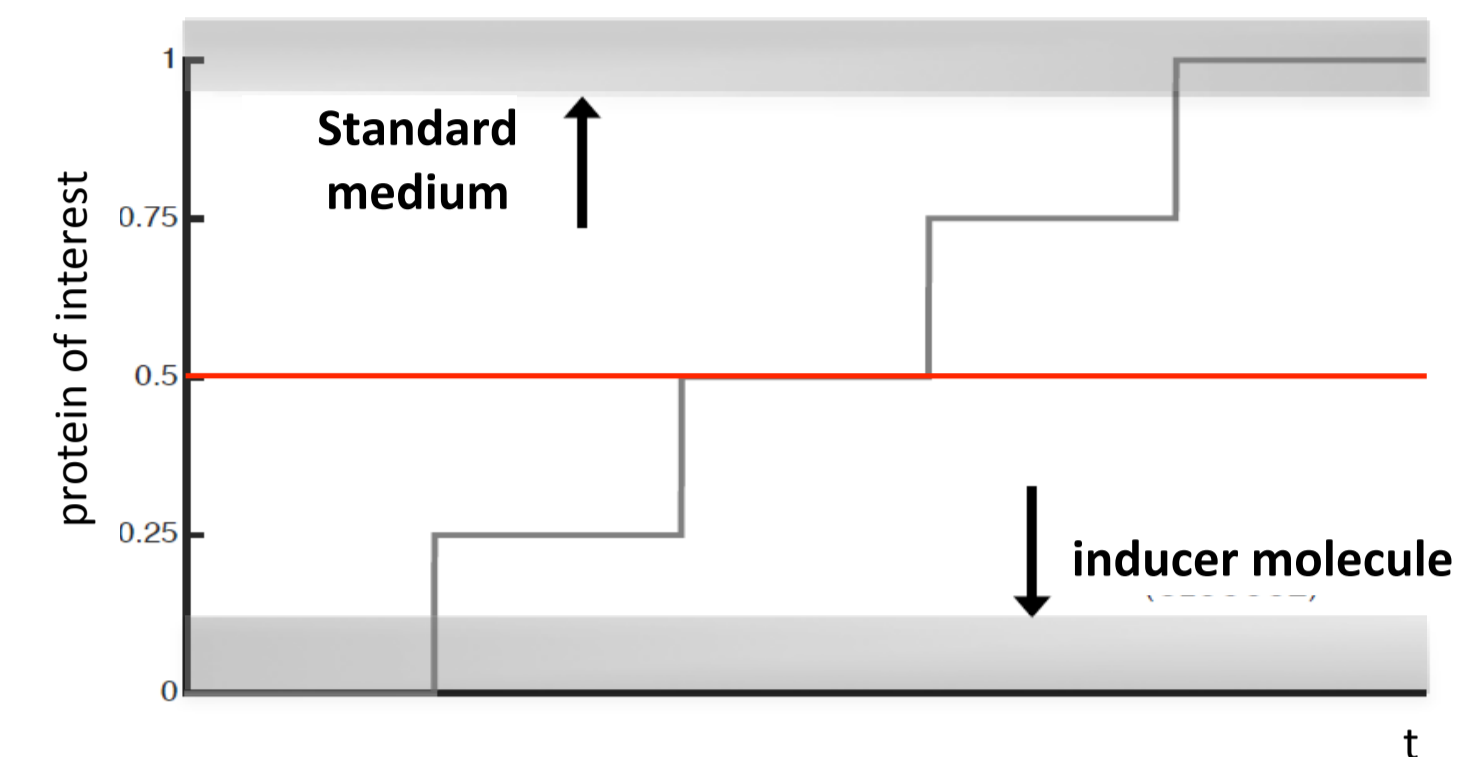 1
Standard
medium
0.75
protein of interest
0.5
0.25
inducer molecule
0
t